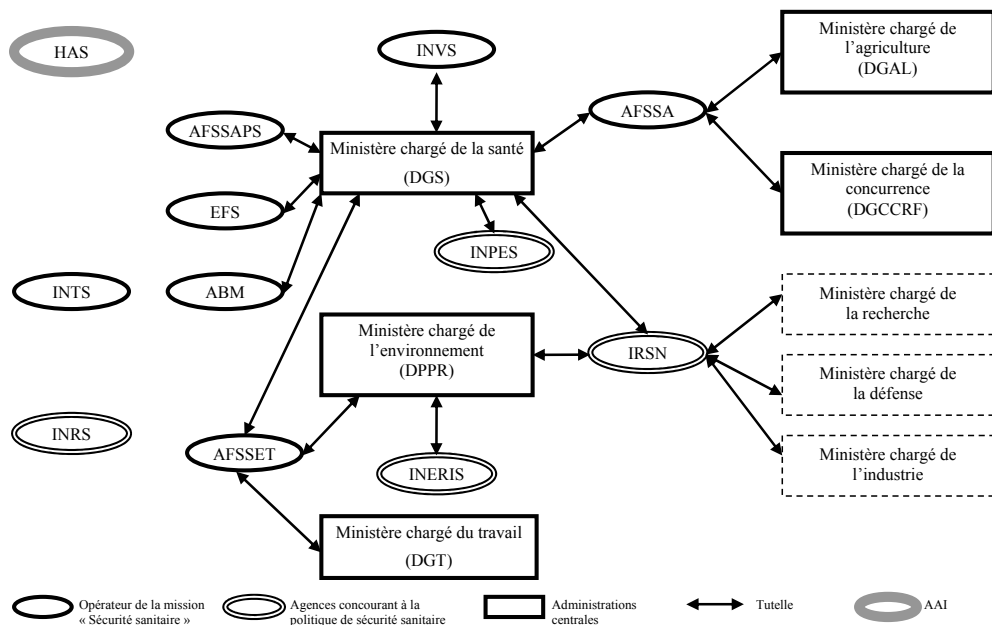 HAS
INVS
Ministère chargé de
l’agriculture
(DGAL)
AFSSAPS
AFSSA
Ministère chargé de la santé
(DGS)
Ministère chargé de la
concurrence
(DGCCRF)
EFS
INPES
INTS
ABM
Ministère chargé de
la recherche
Ministère chargé de
l’environnement
(DPPR)
IRSN
Ministère chargé de
la défense
INRS
AFSSET
INERIS
Ministère chargé de
l’industrie
Ministère chargé du travail
(DGT)
Opérateur de la mission
« Sécurité sanitaire »
Agences concourant à la
politique de sécurité sanitaire
Administrations
centrales
Tutelle
AAI